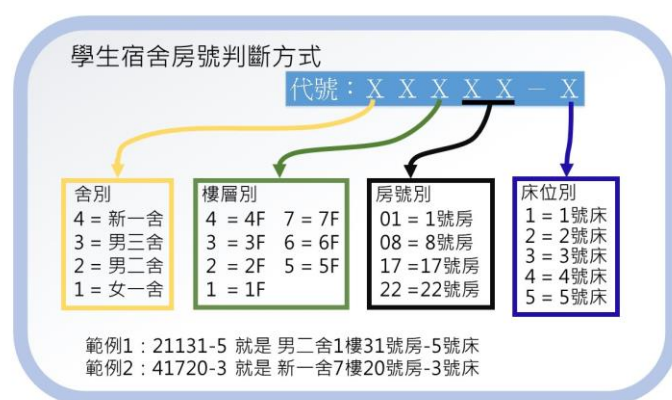 學生宿舍房號判斷方式
代號：X X X X X － X
舍別
4 = 新一舍
3 = 男三舍
2 = 男二舍
1 = 女一舍
樓層別
4 = 4F 7 = 7F
3 = 3F 6 = 6F
2 = 2F 5 = 5F
1 = 1F
房號別
01 = 1號房
08 = 8號房
17 =17號房
22 =22號房
床位別
1 = 1號床
2 = 2號床
3 = 3號床
4 = 4號床
5 = 5號床
範例1：21131-5 就是 男二舍1樓31號房-5號床
範例2：41720-3 就是 新一舍7樓20號房-3號床